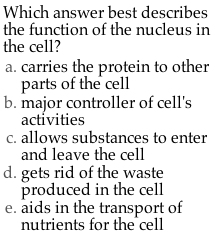 Which answer best describes
the function of the nucleus in
the cell?
a. carries the protein to other
parts of the cell
b. major controller of cell's
activities
c. allows substances to enter
and leave the cell
d. gets rid of the waste
produced in the cell
e. aids in the transport of
nutrients for the cell